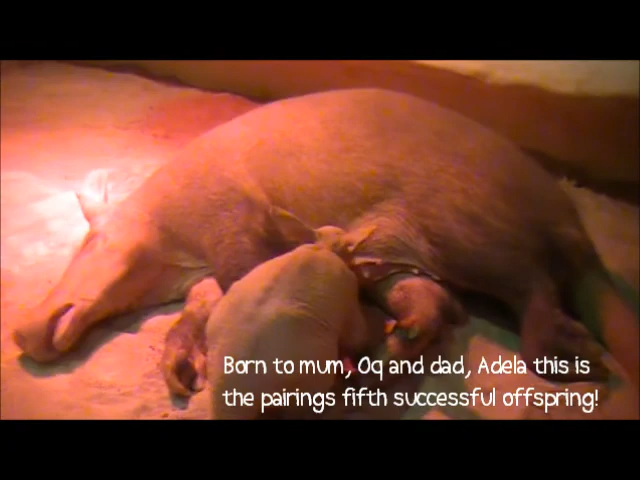 Born to mum, Oq and dad, Adela this is
the pairings fifth successful offspring!